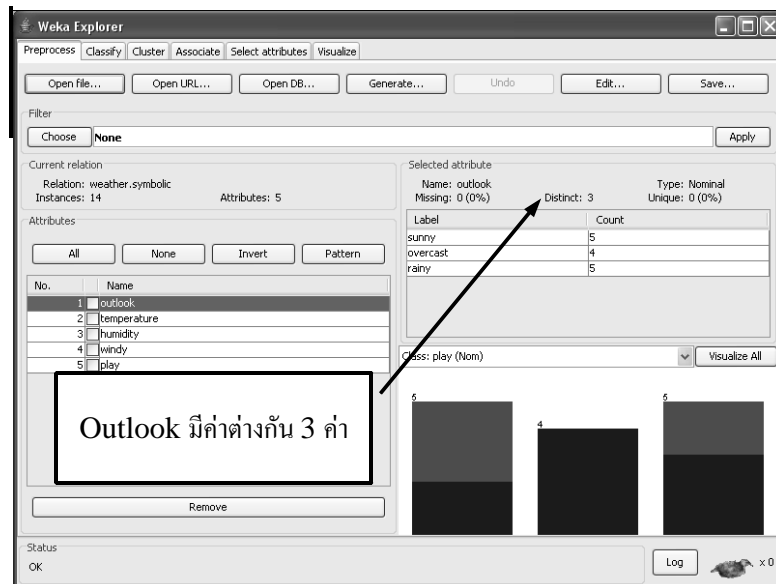 Weka Explorer
Preprocess Classify Cluster Associate Select attributes Visualize
Open file... Open URL... Open DB... Generate... Undo Edit... Save...
Filter
Choose None Apply
Current relation
Relation: weather.symbolic
Instances: 14 Attributes: 5
Selected attribute
Name: outlook Type: Nominal
Missing: 0 (0%) Distinct: 3 Unique: 0 (0%)
Attributes
All None Invert Pattern
No. Name
1 outlook
2 temperature
3 humidity
4 windy
5 play
Label Count
sunny 5
overcast 4
rainy 5
Class: play (Nom) Visualize All
5 4 5
Outlook มีค่าต่างกัน 3 ค่า
Remove
Status
OK
Log x 0